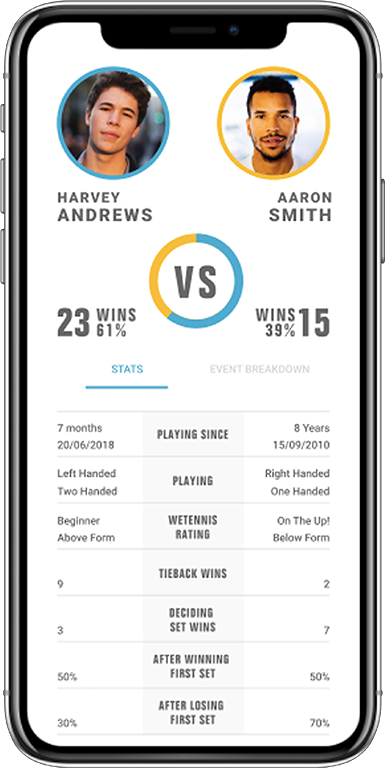 HARVEY
ANDREWS
AARON
SMITH
VS
23 WINS 61%
WINS 39% 15
STATS EVENT BREAKDOWN
7 months
20/06/2018
PLAYING SINCE
8 Years
15/09/2010
Left Handed
Two Handed
PLAYING
Right Handed
One Handed
Beginner
Above Form
WETENNIS
RATING
On The Up!
Below Form
9 TIEBACK WINS 2
3
DECIDING
SET WINS
7
50%
AFTER WINNING
FIRST SET
50%
30%
AFTER LOSING
FIRST SET
70%